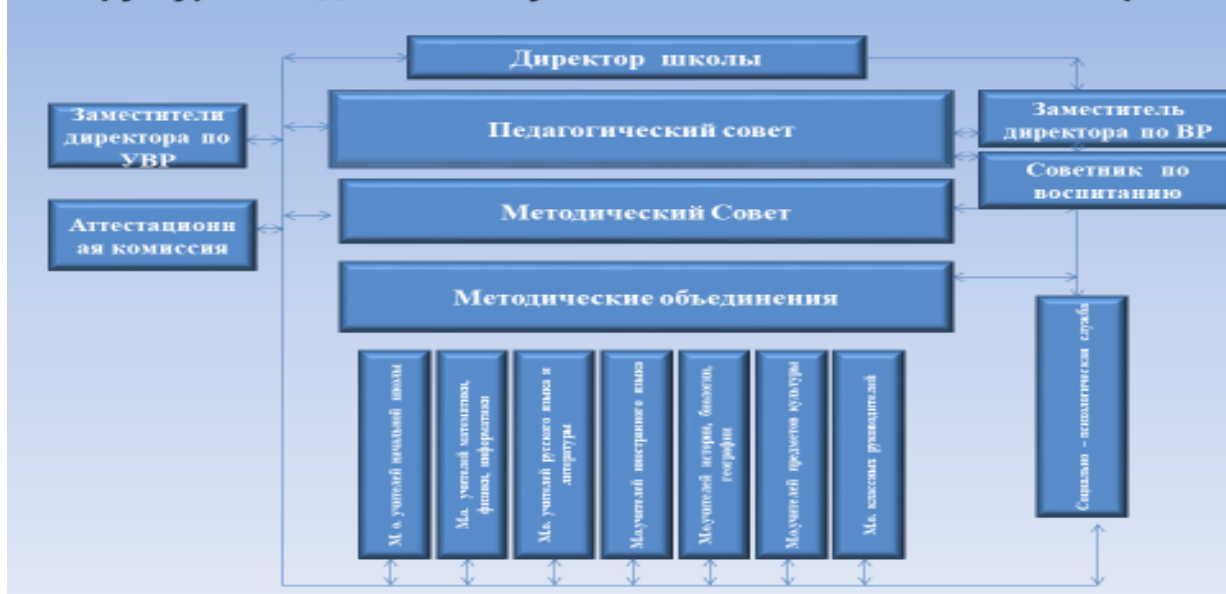 Директор школы
Заместители
директора по
УВР
Педагогический совет
Заместитель
директора по ВР
Советник по
воспитанию
Аттестационн
ая комиссия
Методический Совет
Методические объединения
М. о. учителей начальной школы
М.о. учителей математики,
физики, информатики
М.о. учителей русского языка и
литературы
М.о.учителей иностранного языка
М.о.учителей истории, биологии,
географии
М.о.учителей предметов культуры
М.о. классных руководителей
Социально – психологическая служба